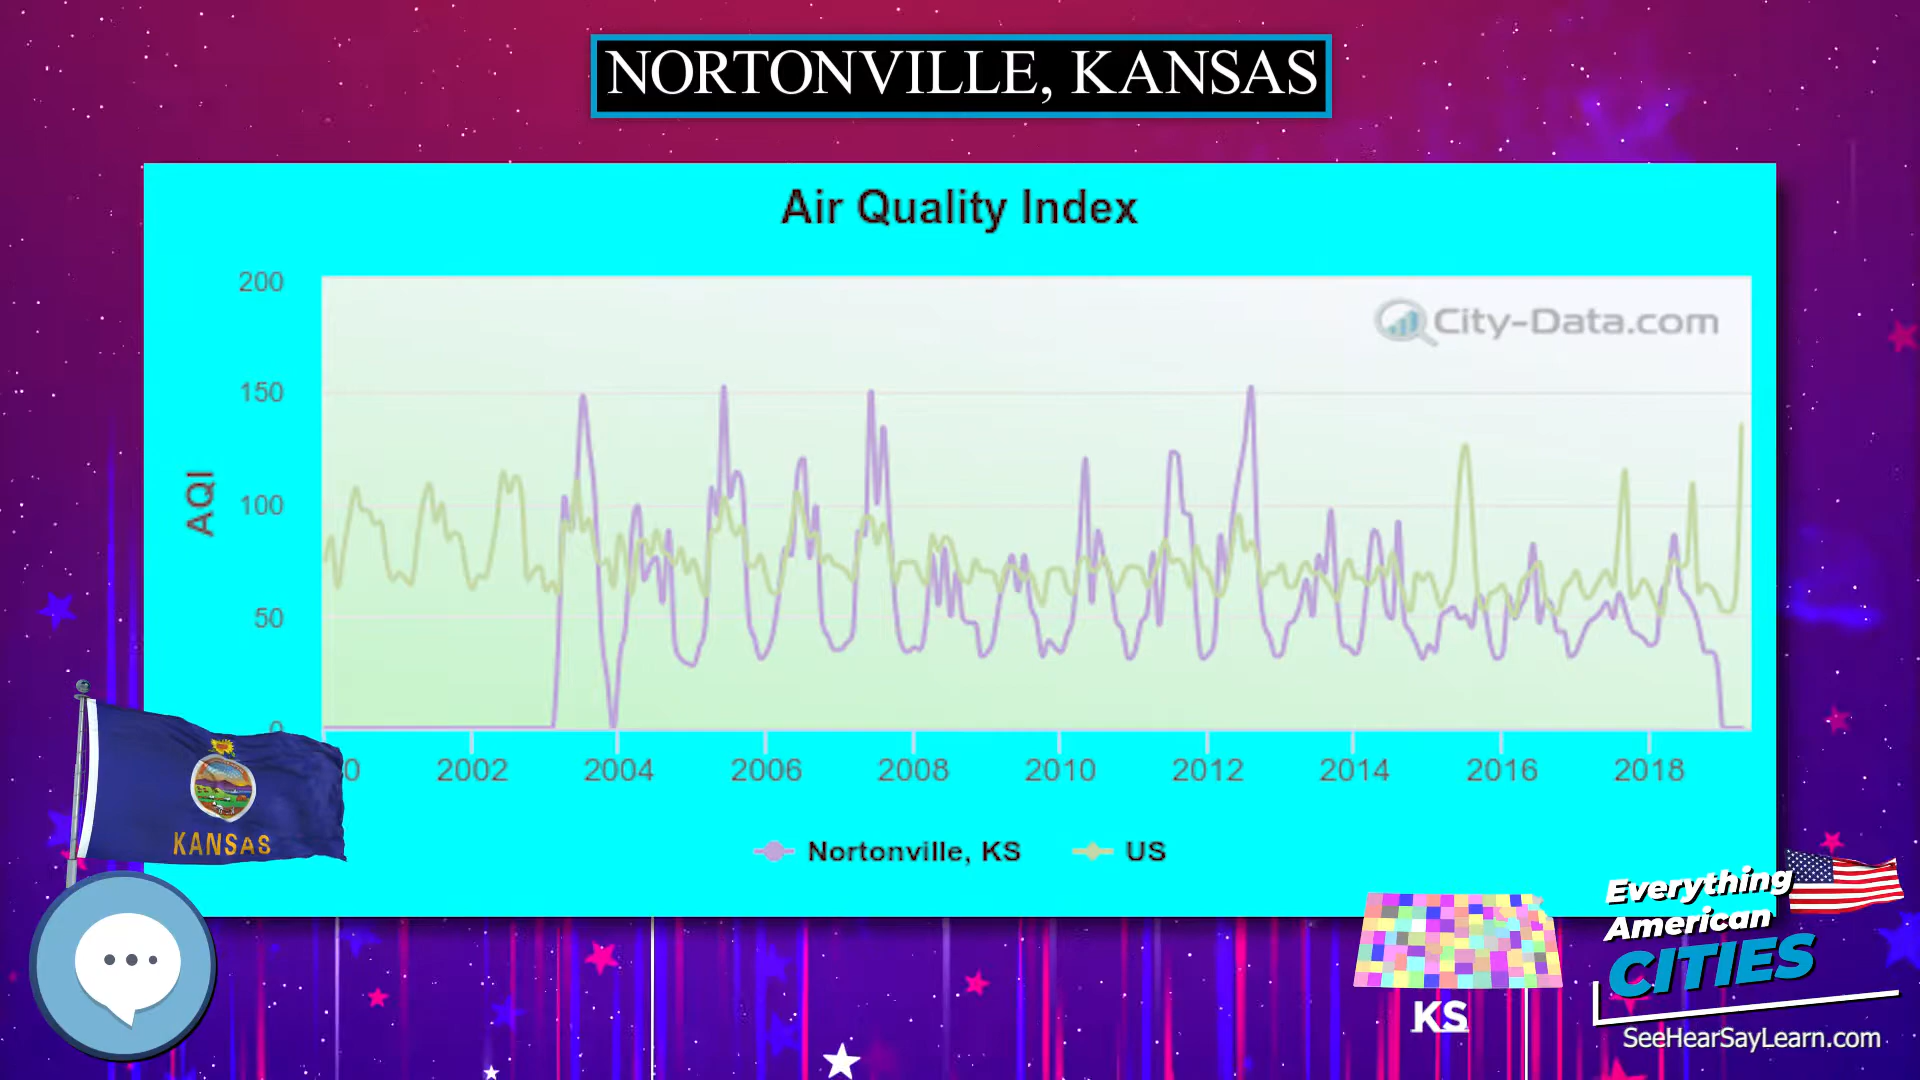 NORTONVILLE, KANSAS
Air Quality Index
200
City-Data.com
150
AQI
100
50
0
2002
2004
2006
2008
2010
2012
2014
2016
2018
KANSAS
Nortonville, KS
US
Everything
American
CITIES
KS
SeeHearSayLearn.com